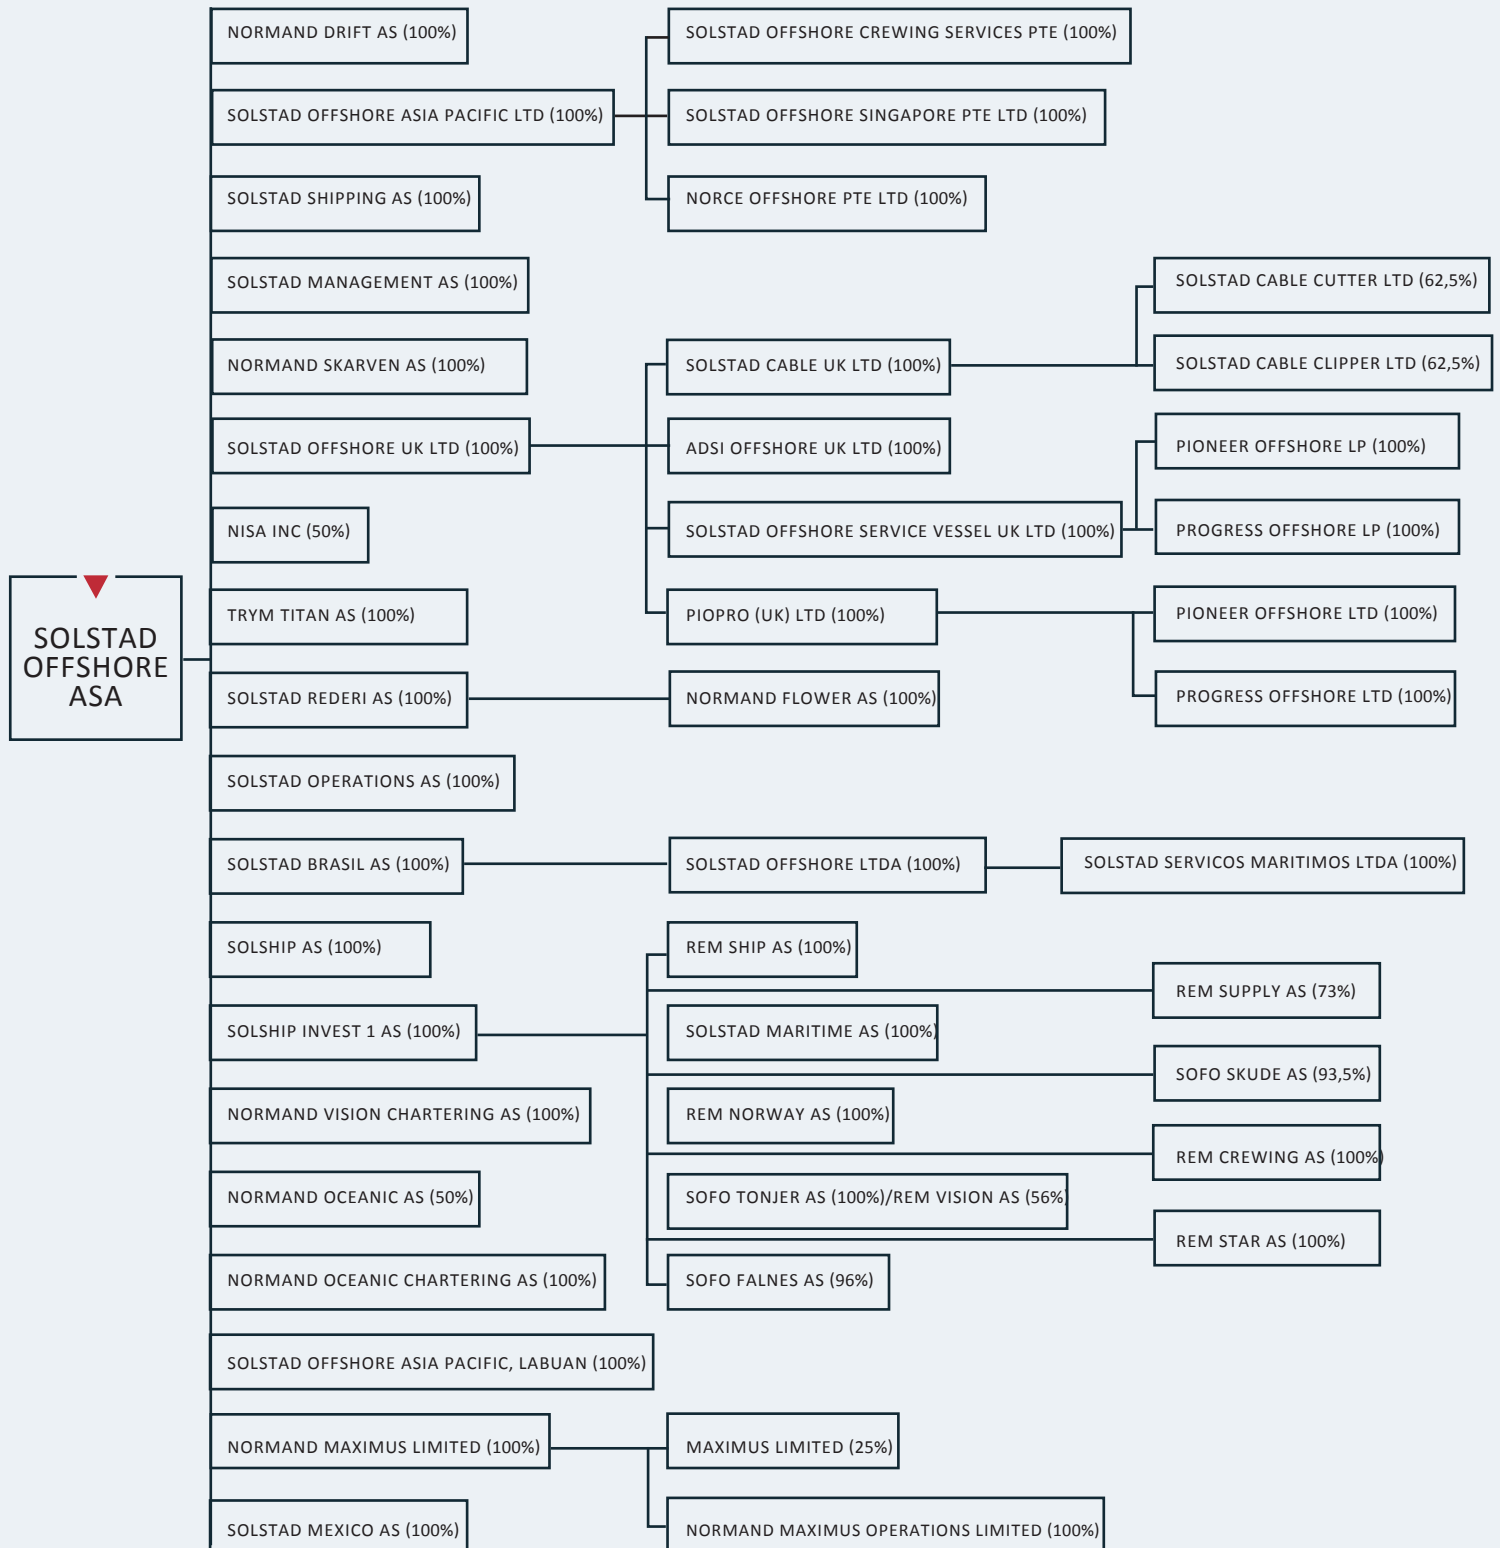 NORMAND DRIFT AS (100%)
SOLSTAD OFFSHORE CREWING SERVICES PTE (100%)
SOLSTAD OFFSHORE ASIA PACIFIC LTD (100%)
SOLSTAD OFFSHORE SINGAPORE PTE LTD (100%)
SOLSTAD SHIPPING AS (100%)
NORCE OFFSHORE PTE LTD (100%)
SOLSTAD MANAGEMENT AS (100%)
SOLSTAD CABLE CUTTER LTD (62,5%)
NORMAND SKARVEN AS (100%)
SOLSTAD CABLE UK LTD (100%)
SOLSTAD CABLE CLIPPER LTD (62,5%)
SOLSTAD OFFSHORE UK LTD (100%)
ADSI OFFSHORE UK LTD (100%)
PIONEER OFFSHORE LP (100%)
NISA INC (50%)
SOLSTAD OFFSHORE SERVICE VESSEL UK LTD (100%)
PROGRESS OFFSHORE LP (100%)
TRYM TITAN AS (100%)
PIOPRO (UK) LTD (100%)
PIONEER OFFSHORE LTD (100%)
SOLSTAD
OFFSHORE
ASA
SOLSTAD REDERI AS (100%)
NORMAND FLOWER AS (100%)
PROGRESS OFFSHORE LTD (100%)
SOLSTAD OPERATIONS AS (100%)
SOLSTAD BRASIL AS (100%)
SOLSTAD OFFSHORE LTDA (100%)
SOLSTAD SERVICOS MARITIMOS LTDA (100%)
SOLSHIP AS (100%)
REM SHIP AS (100%)
REM SUPPLY AS (73%)
SOLSHIP INVEST 1 AS (100%)
SOLSTAD MARITIME AS (100%)
SOFO SKUDE AS (93,5%)
NORMAND VISION CHARTERING AS (100%)
REM NORWAY AS (100%)
REM CREWING AS (100%)
NORMAND OCEANIC AS (50%)
SOFO TONJER AS (100%)/REM VISION AS (56%)
REM STAR AS (100%)
NORMAND OCEANIC CHARTERING AS (100%)
SOFO FALNES AS (96%)
SOLSTAD OFFSHORE ASIA PACIFIC, LABUAN (100%)
NORMAND MAXIMUS LIMITED (100%)
MAXIMUS LIMITED (25%)
SOLSTAD MEXICO AS (100%)
NORMAND MAXIMUS OPERATIONS LIMITED (100%)